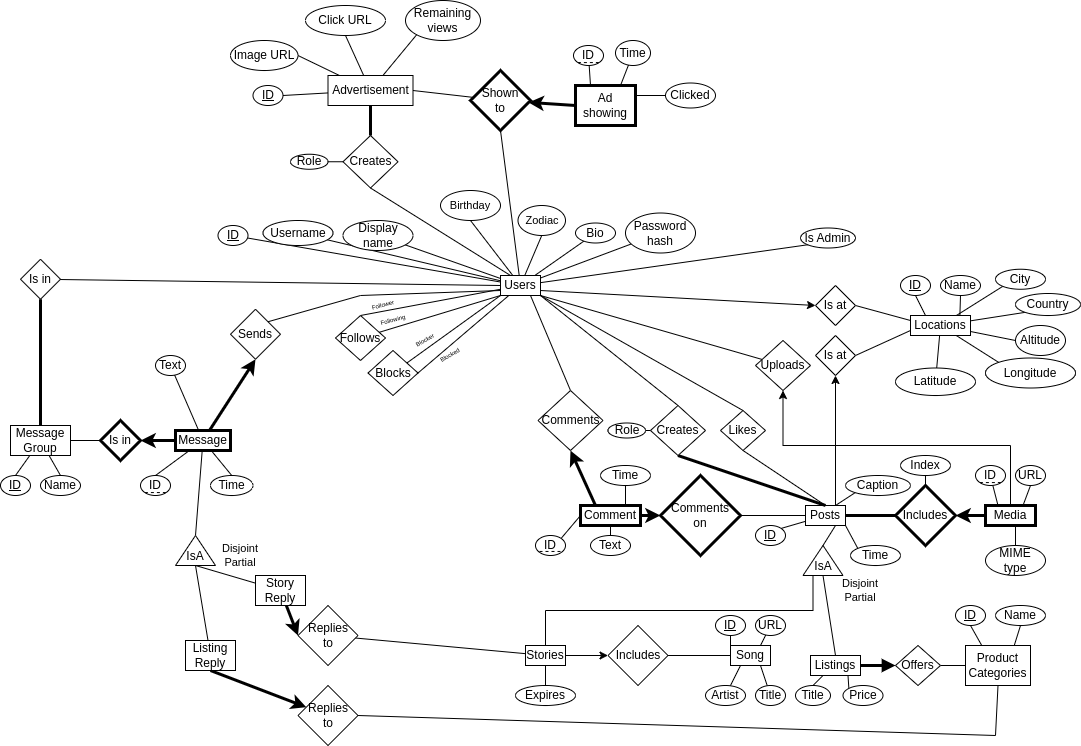 Click URL
Remaining
views
Image URL
ID
Advertisement
Shown
to
ID
Time
Ad
showing
Clicked
Role
Creates
Birthday
Zodiac
Bio
Password
hash
Is Admin
ID
Username
Display
name
Is in
Users
ID
Name
City
Country
Altitude
Longitude
Latitude
Locations
Is at
Is at
Sends
Follower
Following
Follows
Blocker
Blocked
Blocks
Uploads
Text
Message
Group
Is in
Message
ID
Name
ID
Time
Comments
Role
Creates
Likes
Time
Comment
ID
Text
Comments
on
Posts
ID
Caption
Time
Index
Includes
ID
URL
Media
MIME
type
IsA
Disjoint
Partial
Story
Reply
Listing
Reply
Replies
to
Replies
to
IsA
Disjoint
Partial
Stories
Expires
Includes
ID
URL
Song
Artist
Title
Listings
Title
Price
Offers
ID
Name
Product
Categories